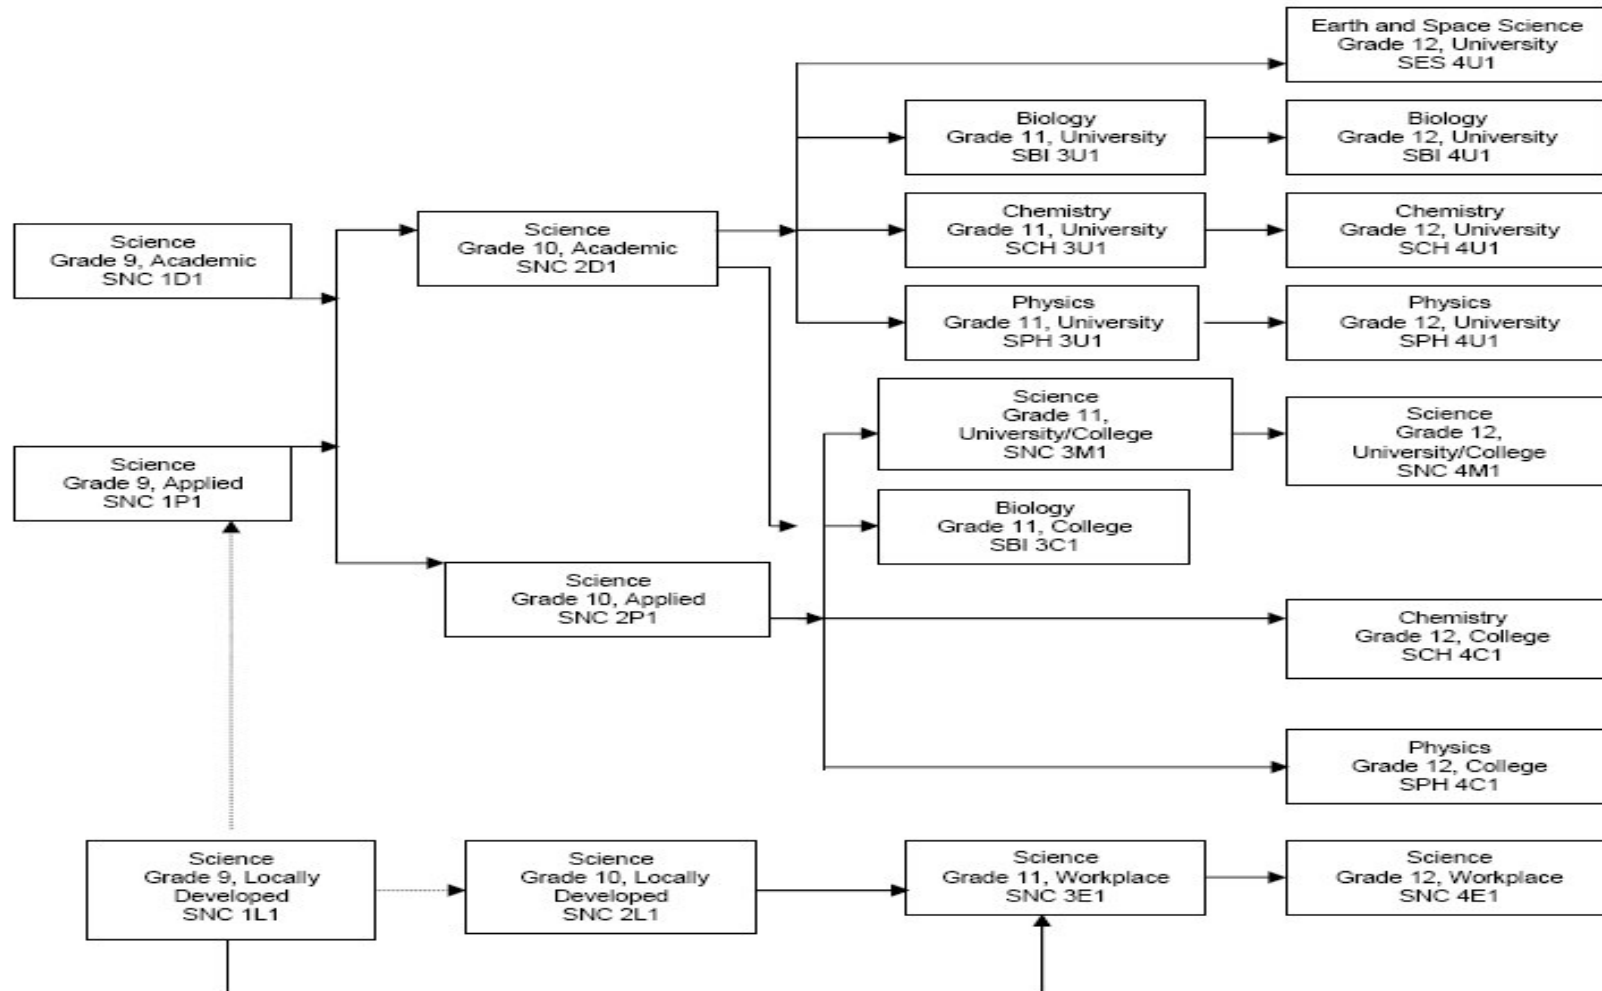 Earth and Space Science
Grade 12, University
SES 4U1
Biology
Grade 11, University
SBI 3U1
Biology
Grade 12, University
SBI 4U1
Science
Grade 9, Academic
SNC 1D1
Science
Grade 10, Academic
SNC 2D1
Chemistry
Grade 11, University
SCH 3U1
Chemistry
Grade 12, University
SCH 4U1
Physics
Grade 11, University
SPH 3U1
Physics
Grade 12, University
SPH 4U1
Science
Grade 11,
University/College
SNC 3M1
Science
Grade 12,
University/College
SNC 4M1
Science
Grade 9, Applied
SNC 1P1
Biology
Grade 11, College
SBI 3C1
Science
Grade 10, Applied
SNC 2P1
Chemistry
Grade 12, College
SCH 4C1
Physics
Grade 12, College
SPH 4C1
Science
Grade 9, Locally
Developed
SNC 1L1
Science
Grade 10, Locally
Developed
SNC 2L1
Science
Grade 11, Workplace
SNC 3E1
Science
Grade 12, Workplace
SNC 4E1